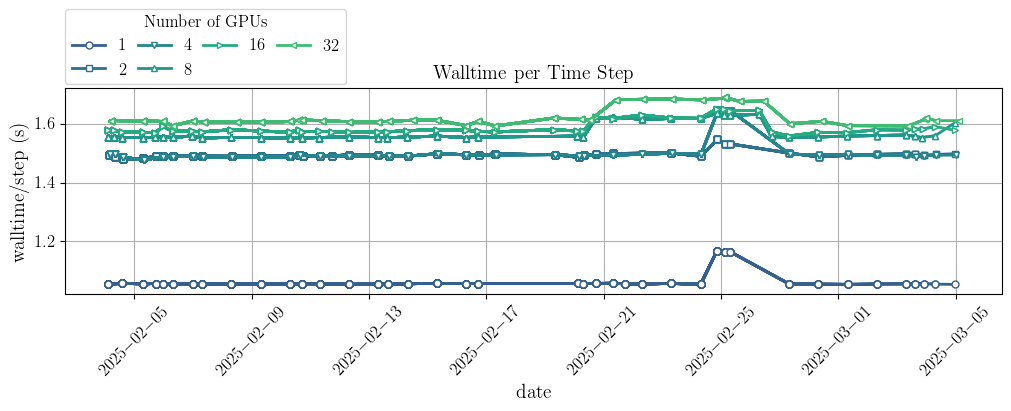 Number of GPUs
1 4 16 32
2 8
Walltime per Time Step
walltime/step (s)
1.6
1.4
1.2
2025−02−05 2025−02−09 2025−02−13 2025−02−17 2025−02−21 2025−02−25 2025−03−01 2025−03−05
date